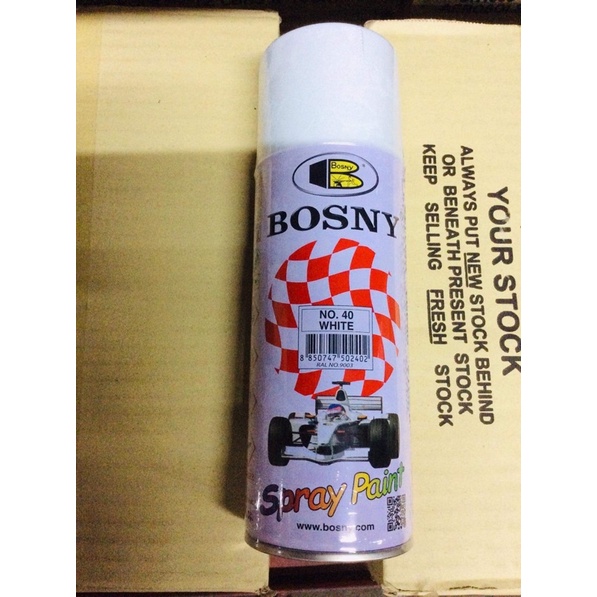 BOSNY
BOSNY
NO. 40
WHITE
8 850747 502402
RAL NO.9003
Spray Paint
www.bosny.com
YOUR STOCK
ALWAYS PUT NEW STOCK BEHIND
OR BENEATH PRESENT STOCK
KEEP SELLING FRESH STOCK